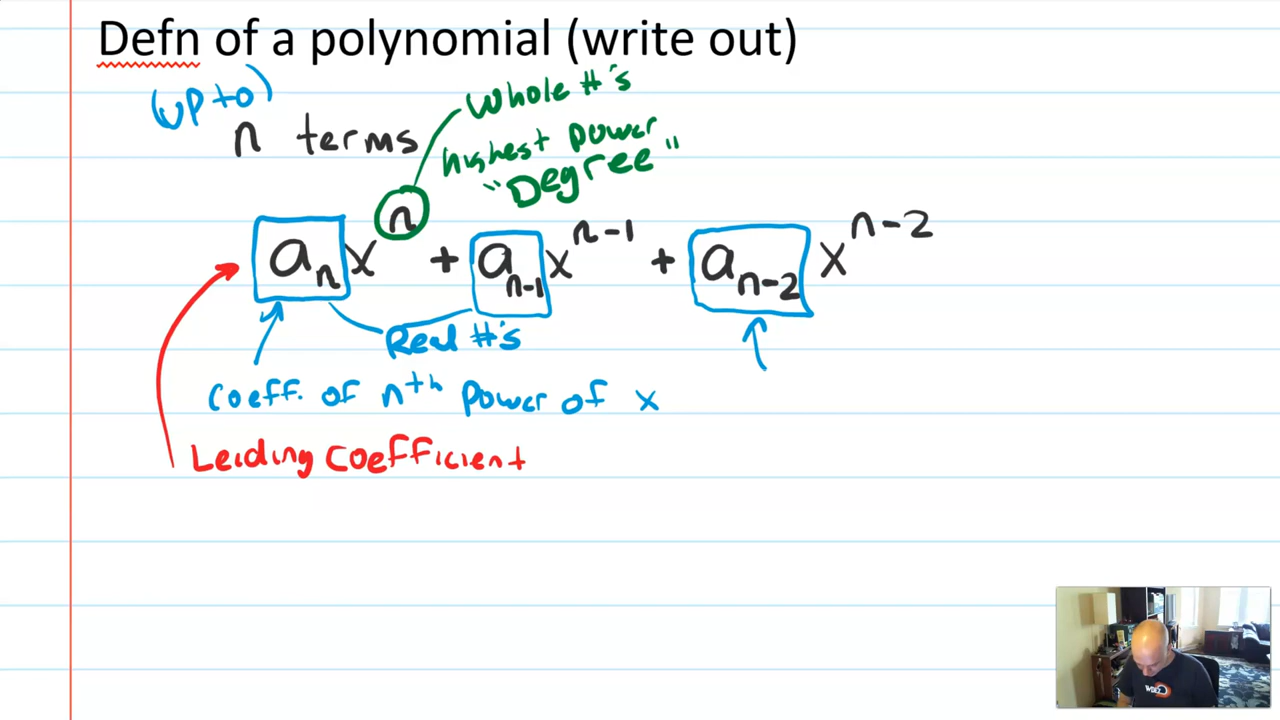 Defn of a polynomial (write out)
(up to)
n terms
Whole #'s
highest power
"Degree"
aₙxⁿ + aₙ₋₁xⁿ⁻¹ + aₙ₋₂xⁿ⁻²
Real #'s
Coeff. of nᵗʰ power of x
Leading Coefficient